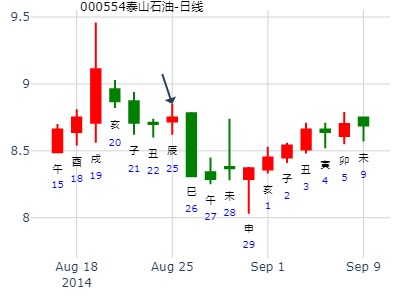 000554泰山石油-日线
9.5
9
8.5
8
午
15
酉
18
戌
19
亥
20
子
21
丑
22
辰
25
巳
26
午
27
未
28
申
29
亥
1
子
2
丑
3
寅
4
卯
5
未
9
Aug 18
2014
Aug 25
Sep 1
Sep 9